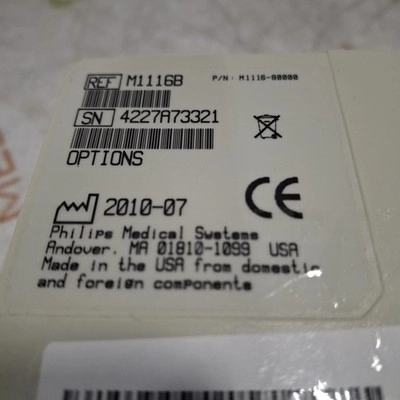 REF M1116B P/N: M1116-80000
SN 4227A73321
OPTIONS
2010-07 CE
Philips Medical Systems
Andover, MA 01810-1099 USA
Made in the USA from domestic
and foreign components